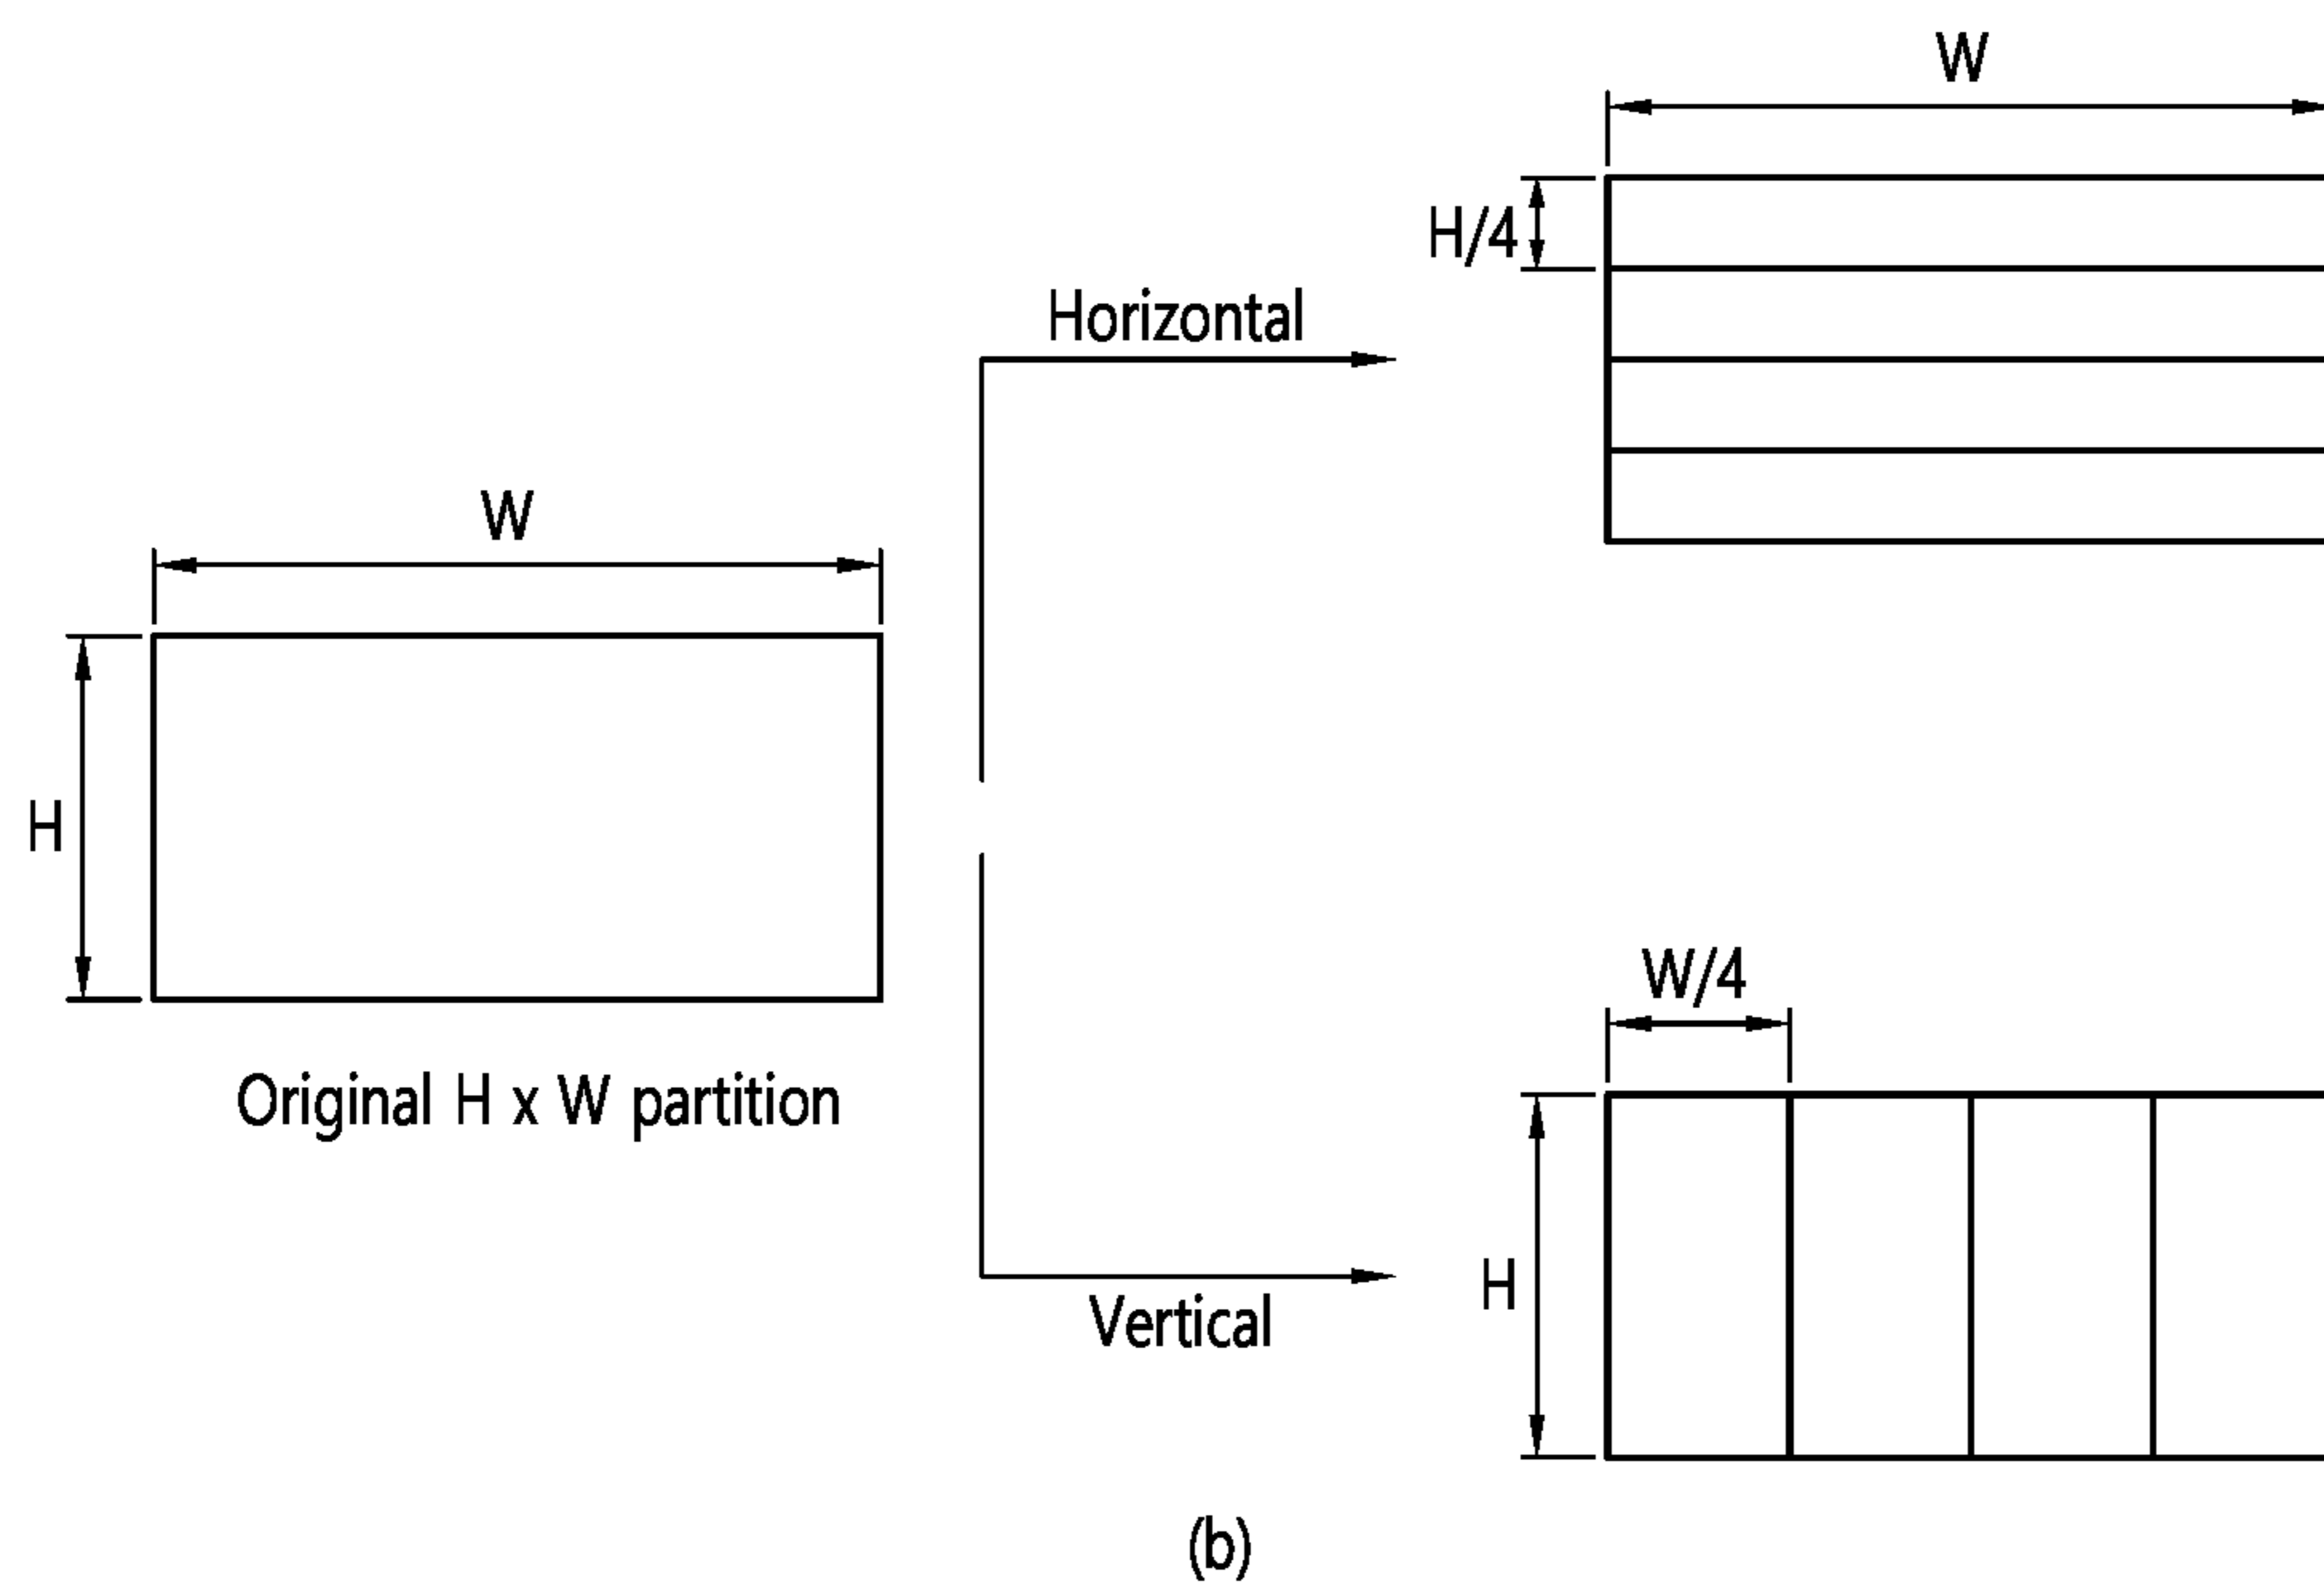 W
H/4
Horizontal
W
H
Original H x W partition
W/4
H
Vertical
(b)